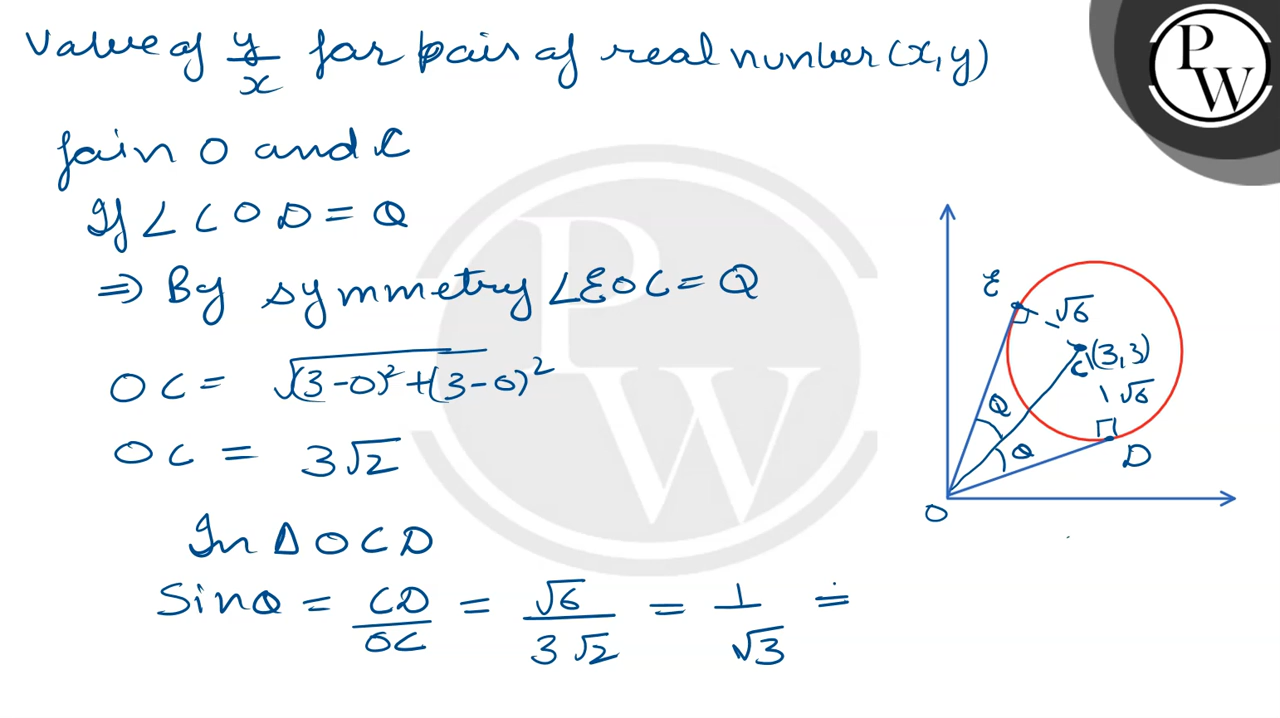 Value of y/x for pair of real number (x,y)
Join O and C
If ∠COD = Q
⇒ By symmetry ∠EOC = Q
OC = √(3-0)²+(3-0)²
OC = 3√2
In Δ OCD
Sinθ = CD/OC = √6/3√2 = 1/√3 =
PW
PW
E
√6
C(3,3)
√6
D
θ
θ
O